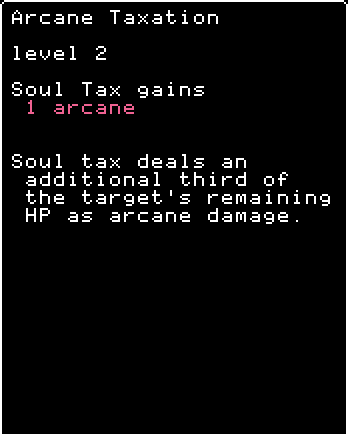 Arcane Taxation
level 2
Soul Tax gains
1 arcane
Soul tax deals an
additional third of
the target's remaining
HP as arcane damage.